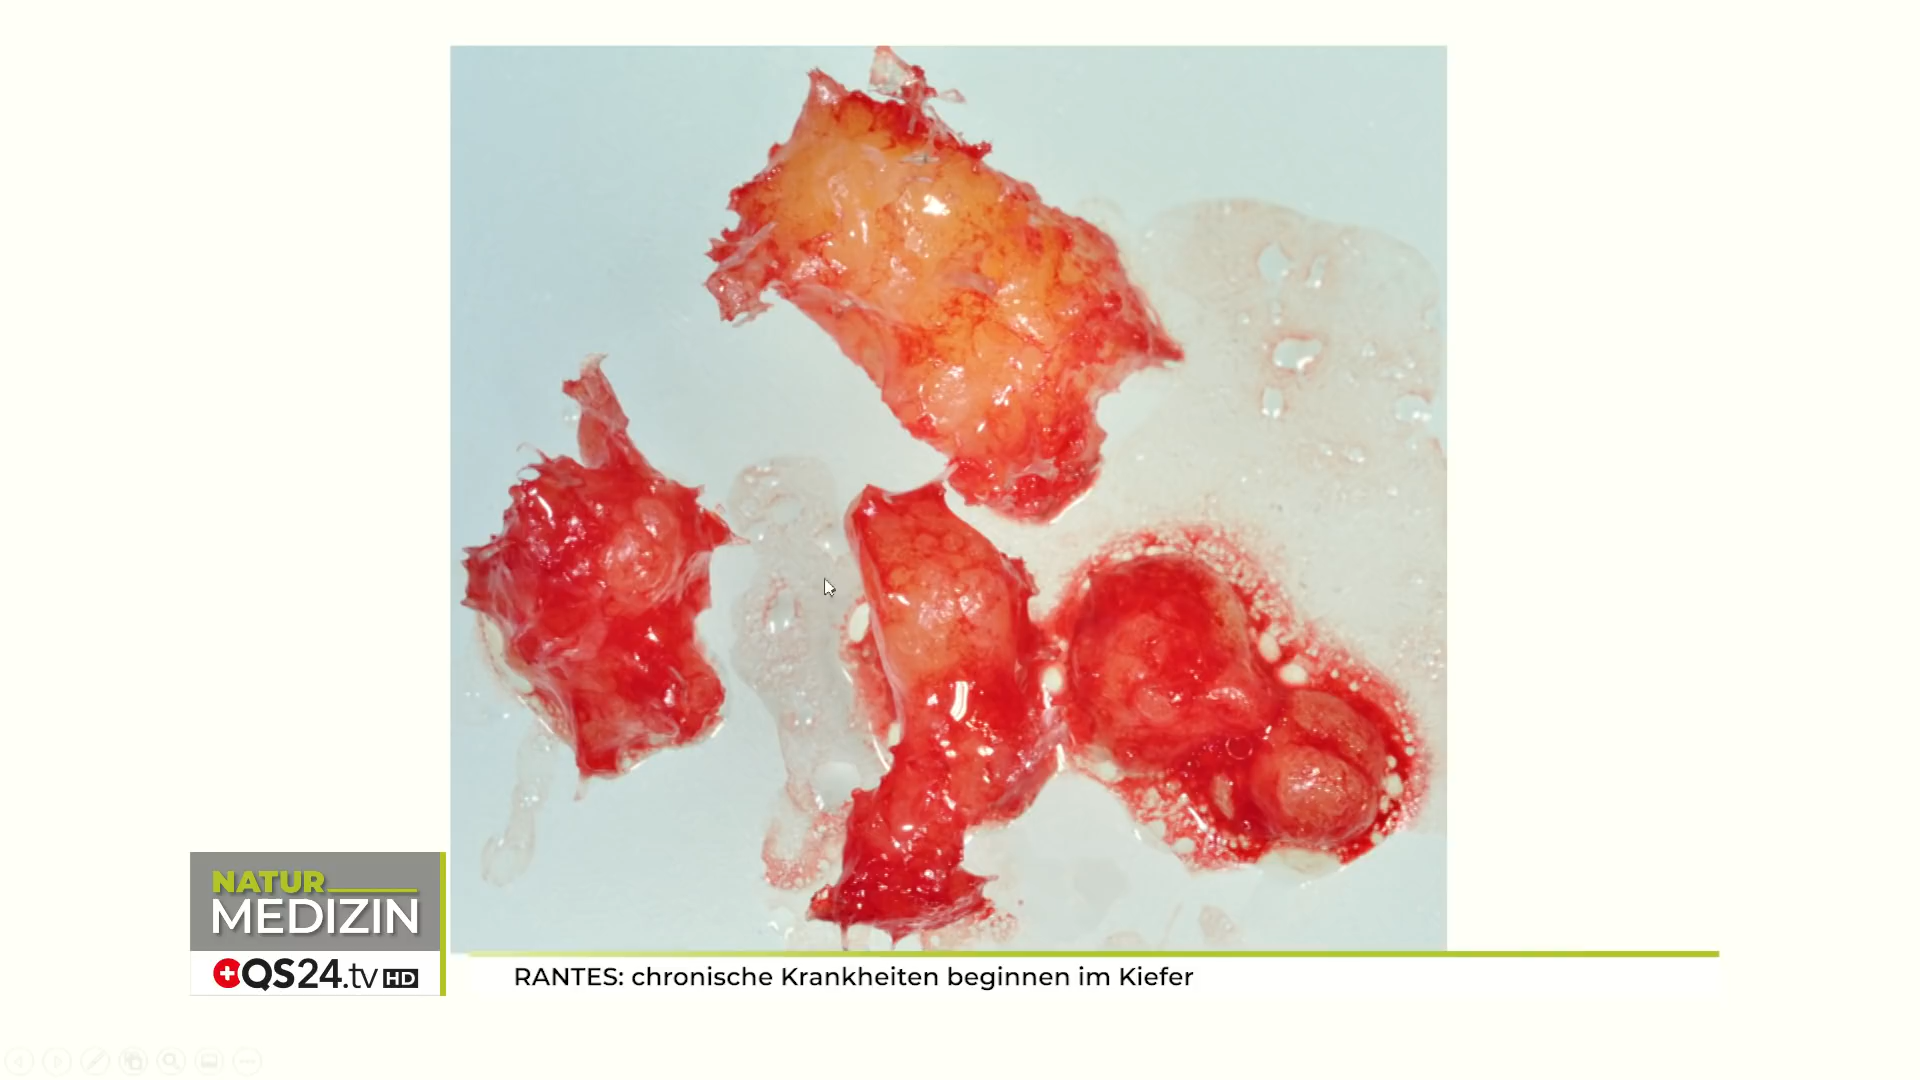 NATUR
MEDIZIN
QS24.tv HD
RANTES: chronische Krankheiten beginnen im Kiefer